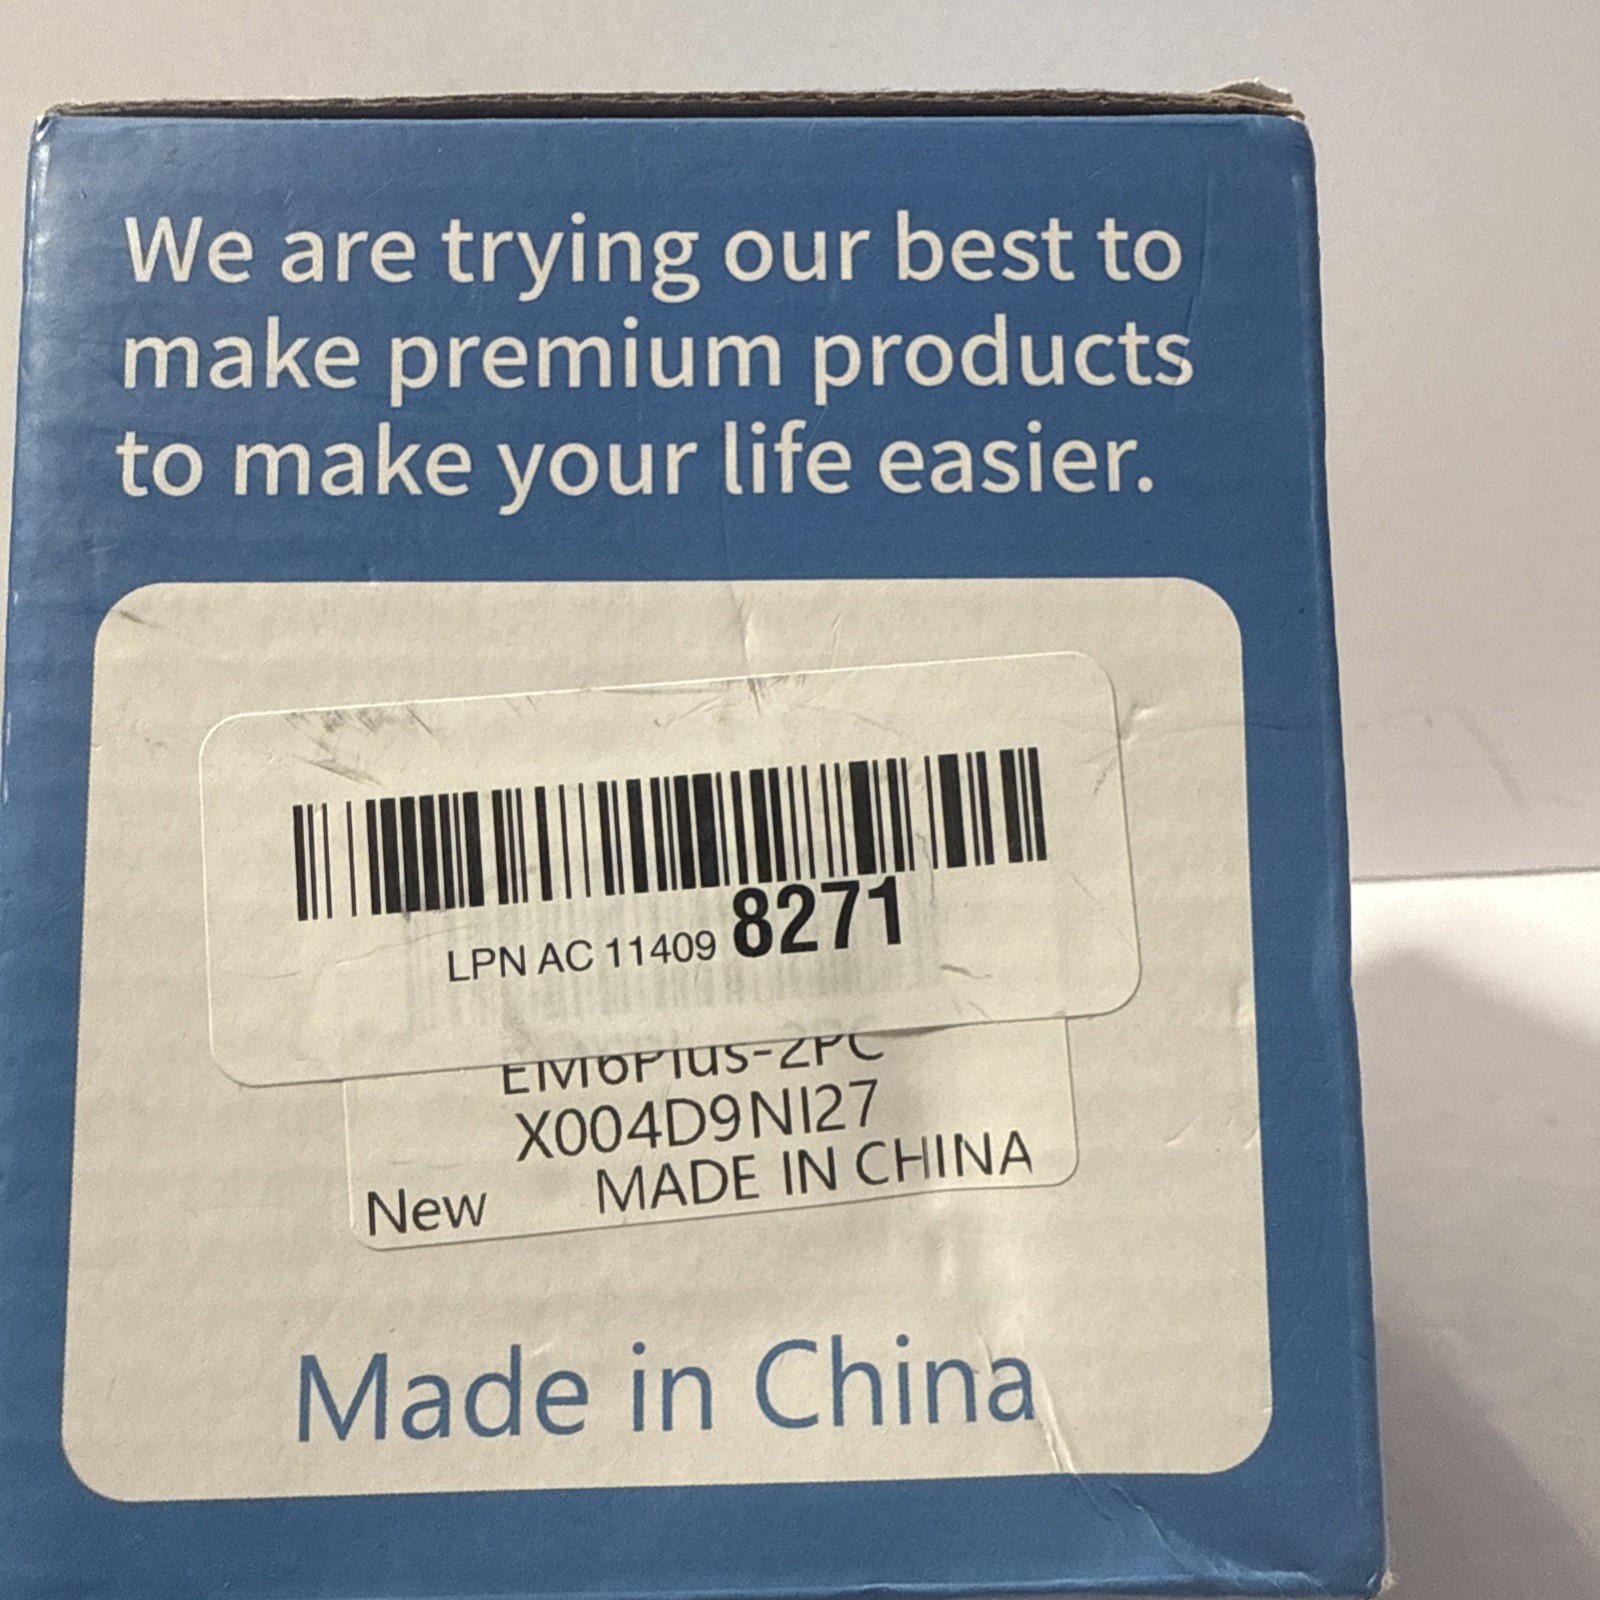 We are trying our best to
make premium products
to make your life easier.
LPN AC 11409 8271
EM6Plus-2PC
X004D9NI27
New MADE IN CHINA
Made in China